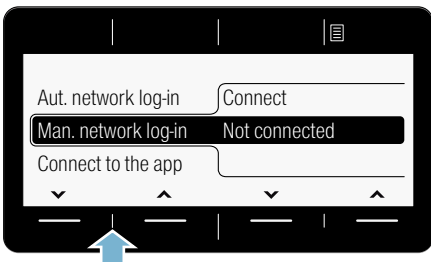 Aut. network log-in Connect
Man. network log-in Not connected
Connect to the app